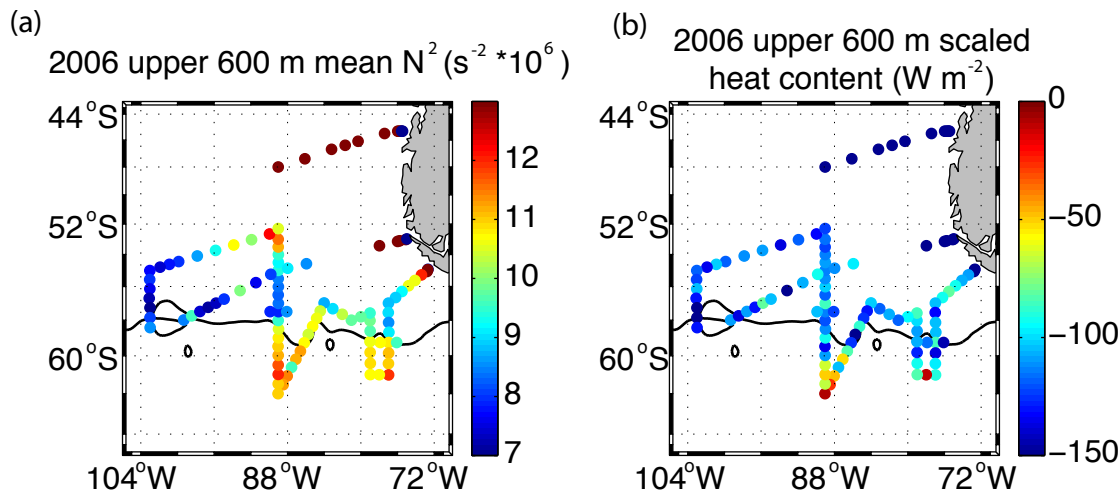 (a)
2006 upper 600 m mean N² (s⁻² *10⁶)
44°S
52°S
60°S
104°W
88°W
72°W
12
11
10
9
8
7
(b)
2006 upper 600 m scaled
heat content (W m⁻²)
44°S
52°S
60°S
104°W
88°W
72°W
0
−50
−100
−150